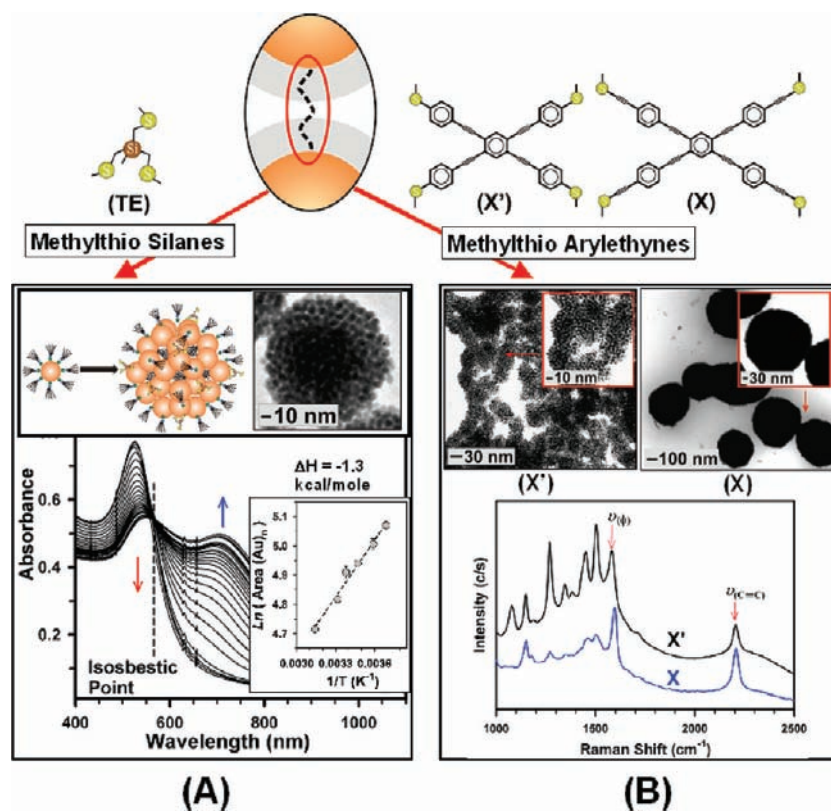 S
S
Si
S
S
S
S
S
S
S
S
S
(TE)
(X')
(X)
Methylthio Silanes
Methylthio Arylethynes
10 nm
10 nm
30 nm
30 nm
100 nm
(X')
(X)
ΔH = -1.3
kcal/mole
Absorbance
0.6
0.4
0.2
Isosbestic
Point
Ln { Area (Au)n }
5.1
5.0
4.9
4.8
4.7
0.0030 0.0033 0.0036
1/T (K-1)
400 600 800 1000
Wavelength (nm)
Intensity (c/s)
υ(ϕ)
υ(C≡C)
X'
X
1000 1500 2000 2500
Raman Shift (cm-1)
(A)
(B)